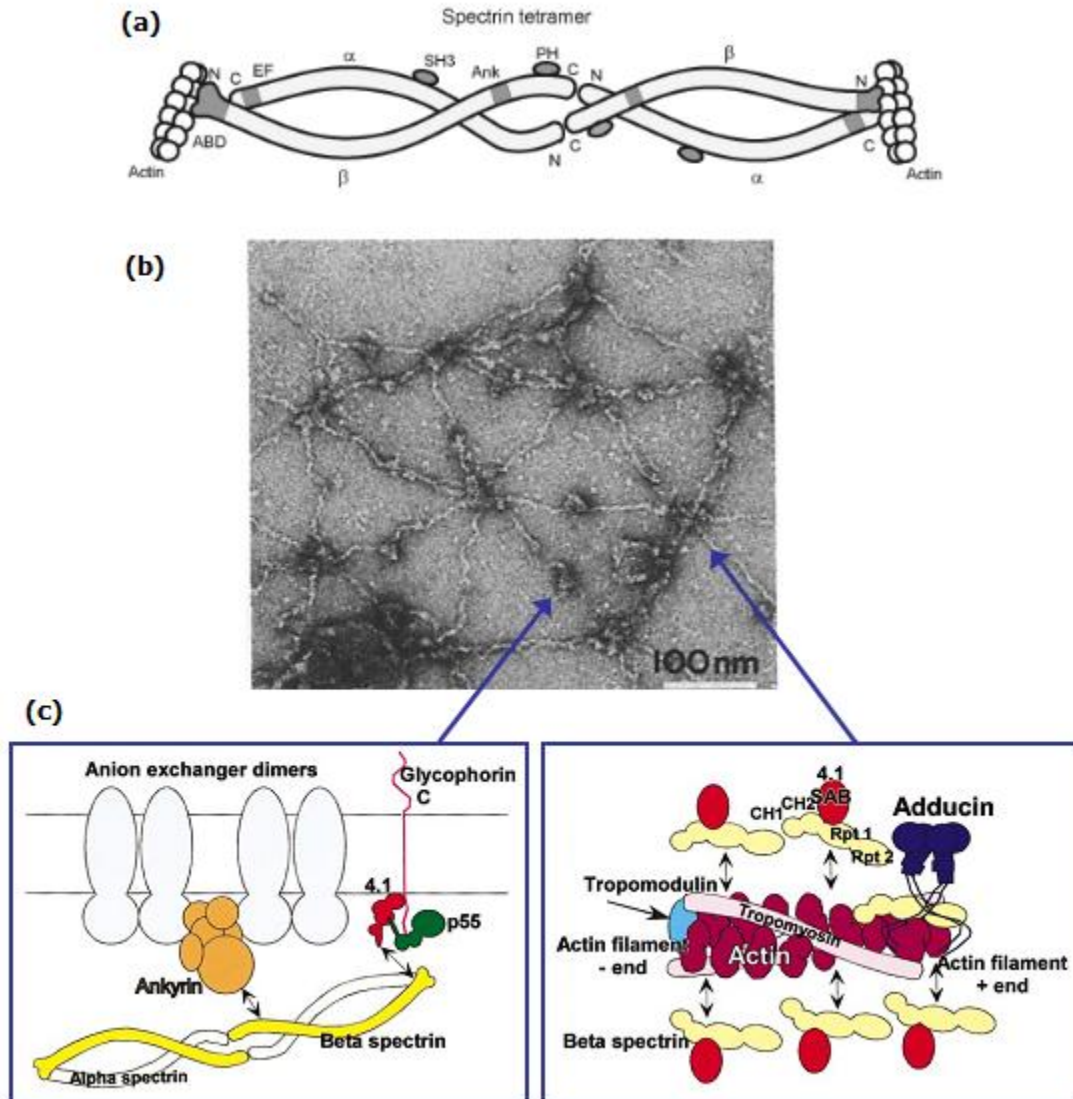 (a)
Spectrin tetramer
N
C
EF
α
SH3
Ank
PH
C
N
β
N
ABD
Actin
β
N
C
α
C
Actin
(b)
100nm
(c)
Anion exchanger dimers
Glycophorin
C
4.1
p55
Ankyrin
Beta spectrin
Alpha spectrin
4.1
SAB
CH1
CH2
Rpt 1
Rpt 2
Adducin
Tropomodulin
Tropomyosin
Actin filament
- end
Actin
Actin filament
+ end
Beta spectrin